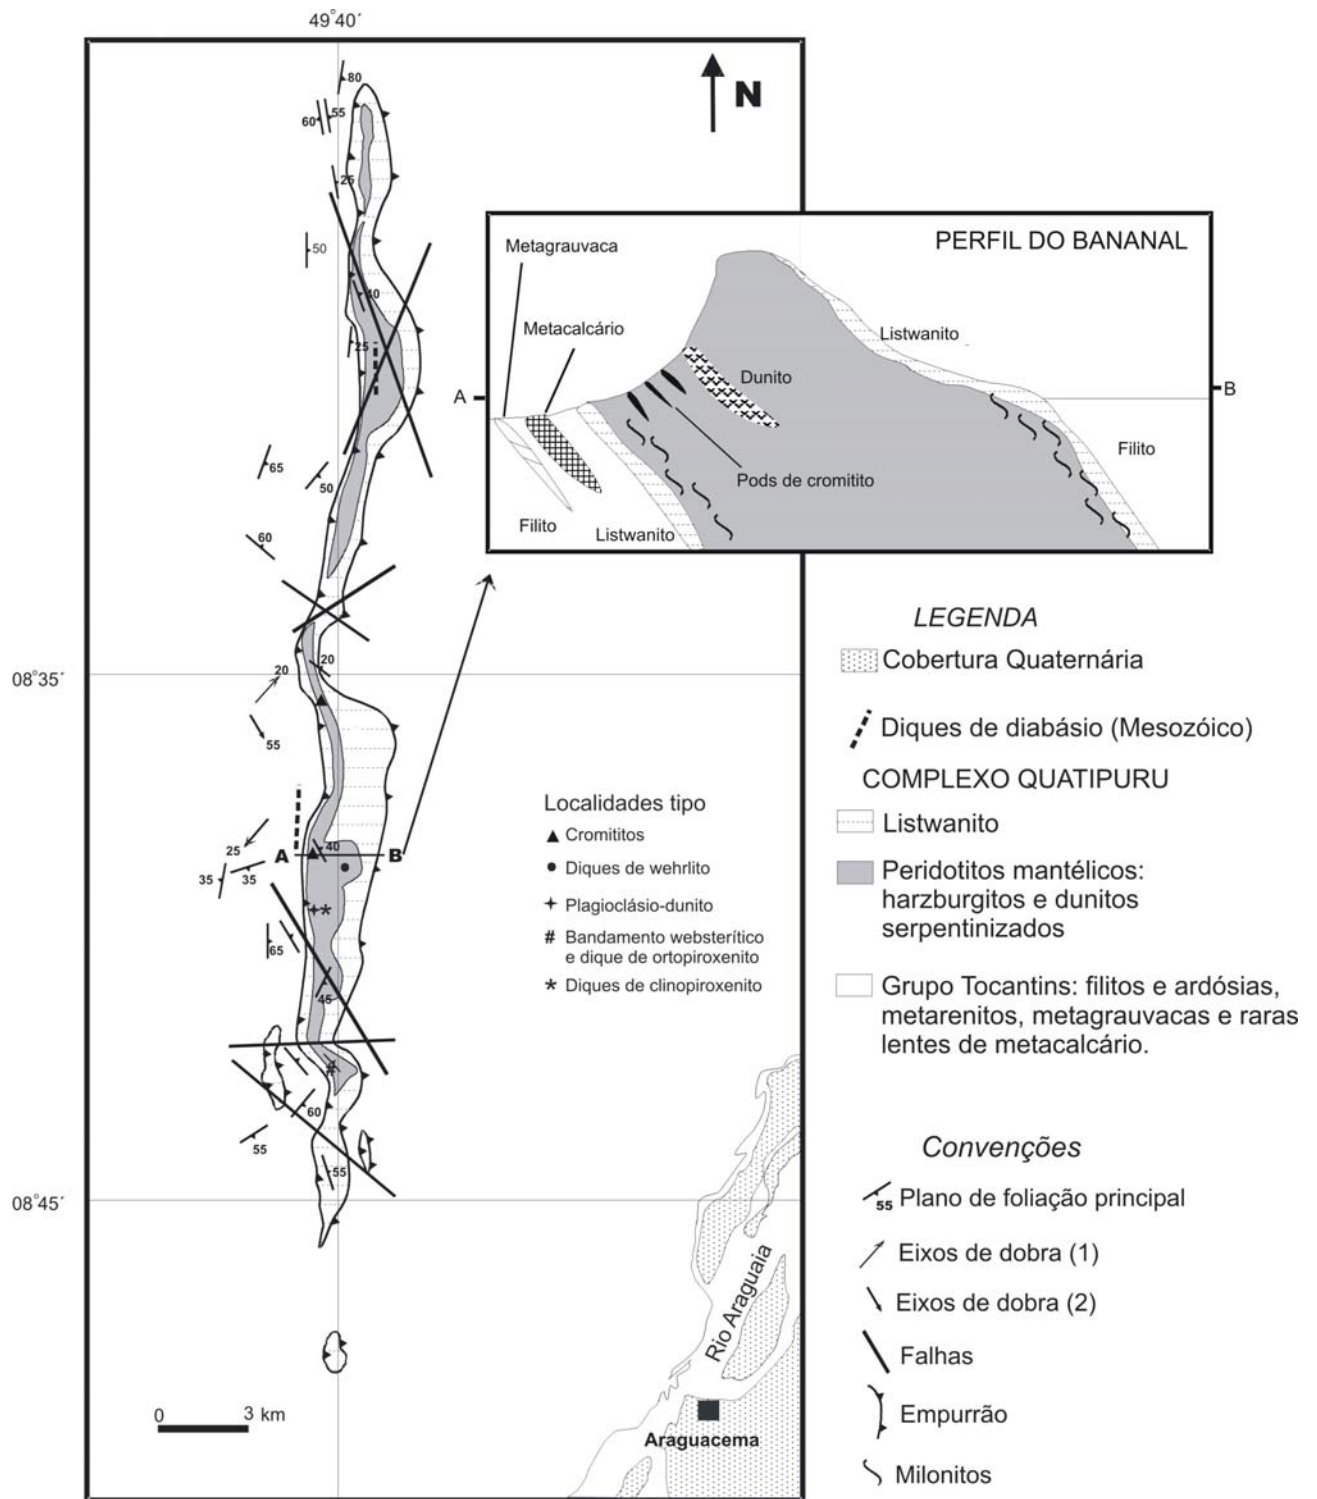 49°40´
N
80
60
55
25
50
40
25
65
50
60
08°35´
20
20
55
25
A
40
B
35
35
65
45
60
55
55
08°45´
0 3 km
PERFIL DO BANANAL
Metagrauvaca
Metacalcário
Listwanito
Dunito
A
B
Filito
Pods de cromitito
Filito
Listwanito
Localidades tipo
Cromititos
Diques de wehrlito
Plagioclásio-dunito
# Bandamento websterítico
e dique de ortopiroxenito
* Diques de clinopiroxenito
Rio Araguaia
Araguacema
LEGENDA
Cobertura Quaternária
Diques de diabásio (Mesozóico)
COMPLEXO QUATIPURU
Listwanito
Peridotitos mantélicos:
harzburgitos e dunitos
serpentinizados
Grupo Tocantins: filitos e ardósias,
metarenitos, metagrauvacas e raras
lentes de metacalcário.
Convenções
55 Plano de foliação principal
Eixos de dobra (1)
Eixos de dobra (2)
Falhas
Empurrão
Milonitos